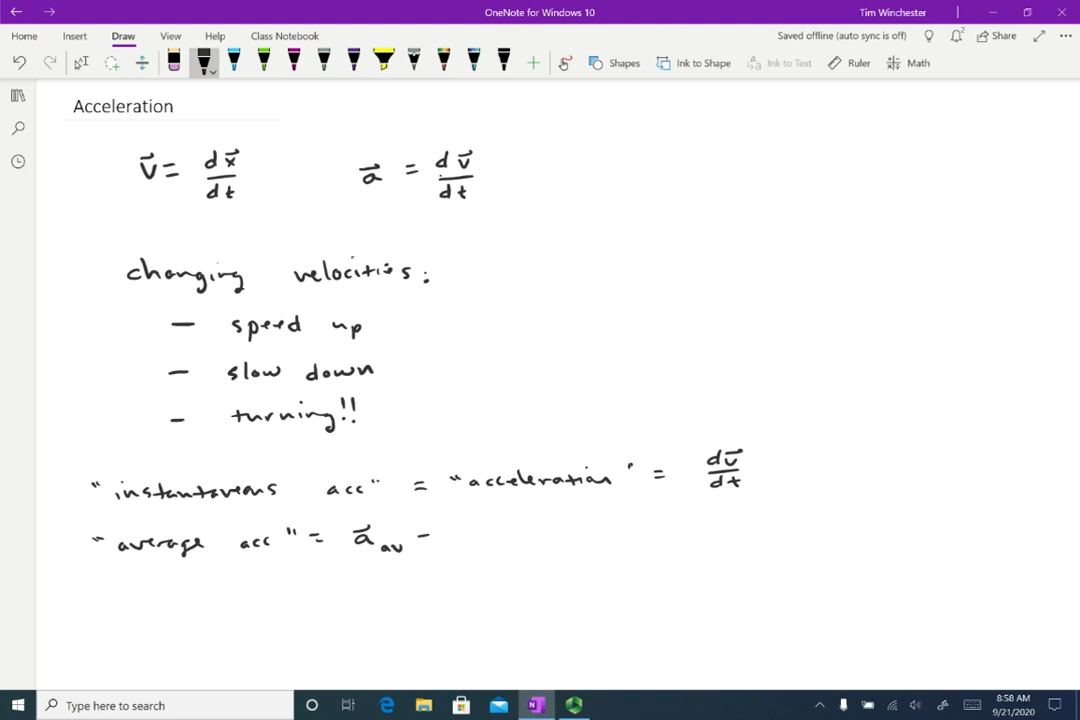 OneNote for Windows 10
Tim Winchester
Home Insert Draw View Help Class Notebook
Saved offline (auto sync is off)
2
Share
Shapes Ink to Shape Ink to Text Ruler Math
Acceleration
v⃗ = dx⃗/dt a⃗ = dv⃗/dt
changing velocities:
– speed up
– slow down
– turning!!
"instantaneous acc" = "acceleration" = dv⃗/dt
"average acc" = a⃗ av –
Type here to search
8:58 AM
9/21/2020